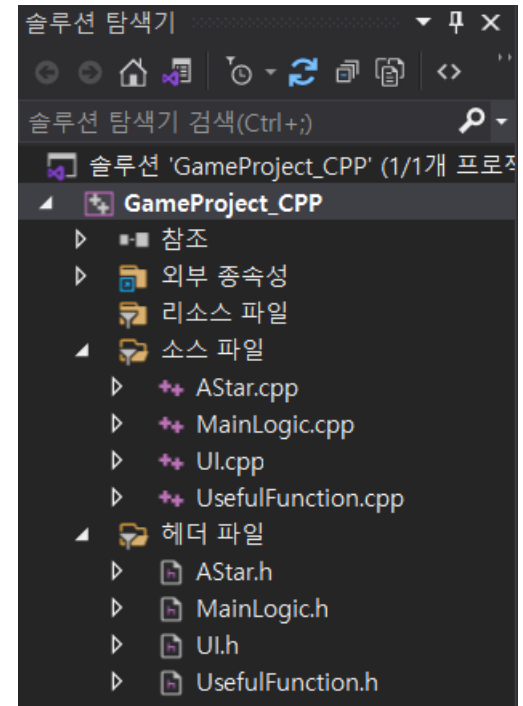 솔루션 탐색기
솔루션 탐색기 검색(Ctrl+;)
솔루션 'GameProject_CPP' (1/1개 프로
GameProject_CPP
참조
외부 종속성
리소스 파일
소스 파일
AStar.cpp
MainLogic.cpp
UI.cpp
UsefulFunction.cpp
헤더 파일
AStar.h
MainLogic.h
UI.h
UsefulFunction.h